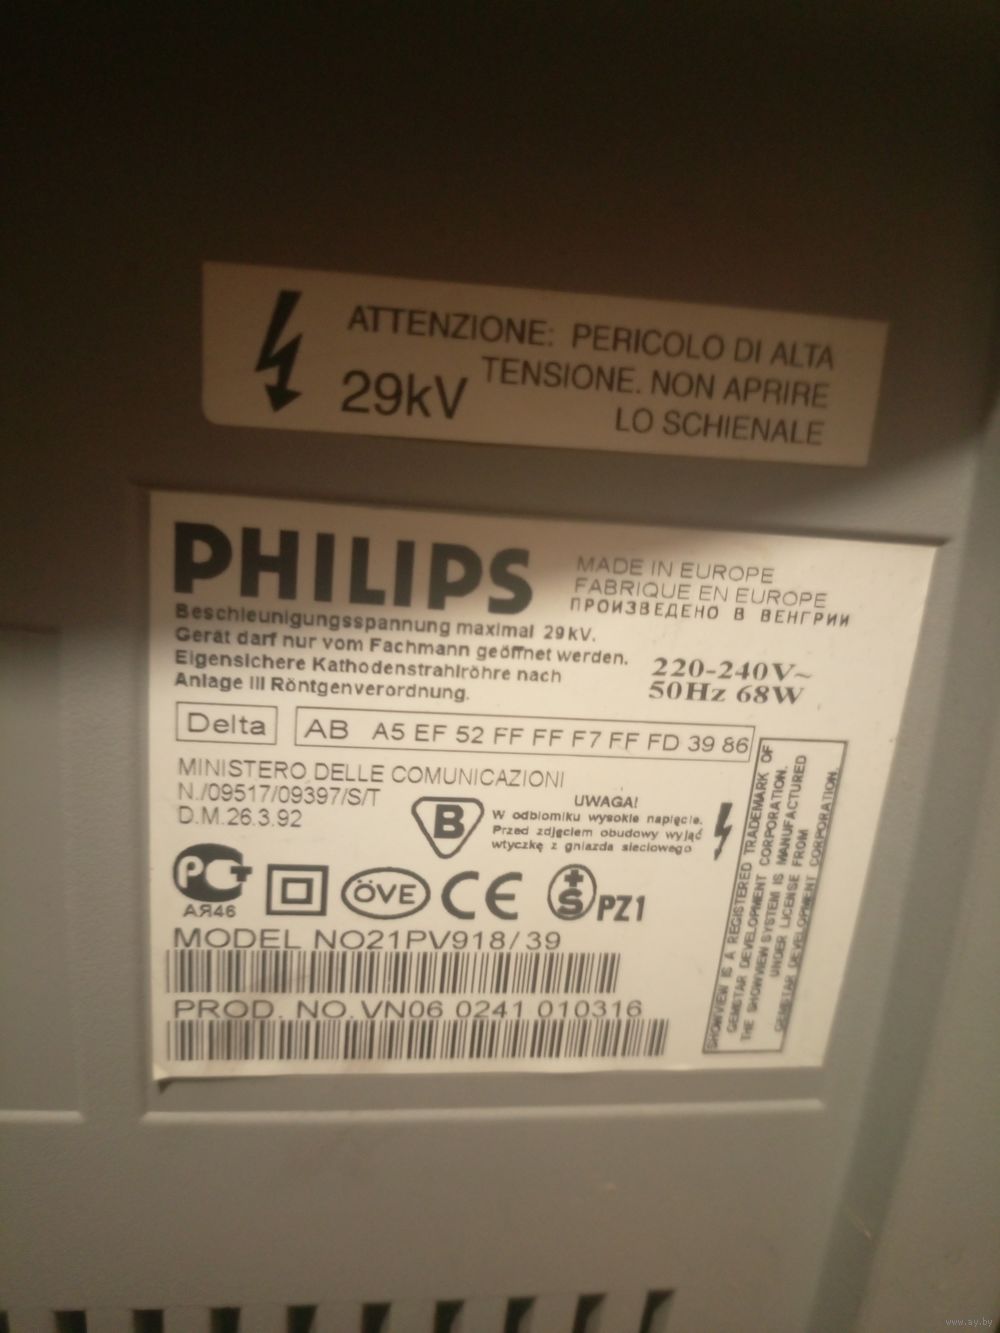 ATTENZIONE: PERICOLO DI ALTA
29kV TENSIONE. NON APRIRE
LO SCHIENALE
PHILIPS
MADE IN EUROPE
FABRIQUE EN EUROPE
ПРОИЗВЕДЕНО В ВЕНГРИИ
Beschleunigungsspannung maximal 29kV.
Gerät darf nur vom Fachmann geöffnet werden.
Eigensichere Kathodenstrahlröhre nach
Anlage III Röntgenverordnung.
220-240V~
50Hz 68W
Delta
AB A5 EF 52 FF FF F7 FF FD 39 86
MINISTERO DELLE COMUNICAZIONI
N./09517/09397/S/T
D.M.26.3.92
B
UWAGA!
W odbiorniku wysokie napięcie.
Przed zdjęciem obudowy wyjąć
wtyczkę z gniazda sieciowego
SHOWVIEW IS A REGISTERED TRADEMARK OF
GEMSTAR DEVELOPMENT CORPORATION.
THE SHOWVIEW SYSTEM IS MANUFACTURED
UNDER LICENSE FROM
GEMSTAR DEVELOPMENT CORPORATION.
РСТ
АЯ46
ÖVE
CE
+S
PZ1
MODEL NO21PV918/39
PROD. NO.VN06 0241 010316
www.ay.by